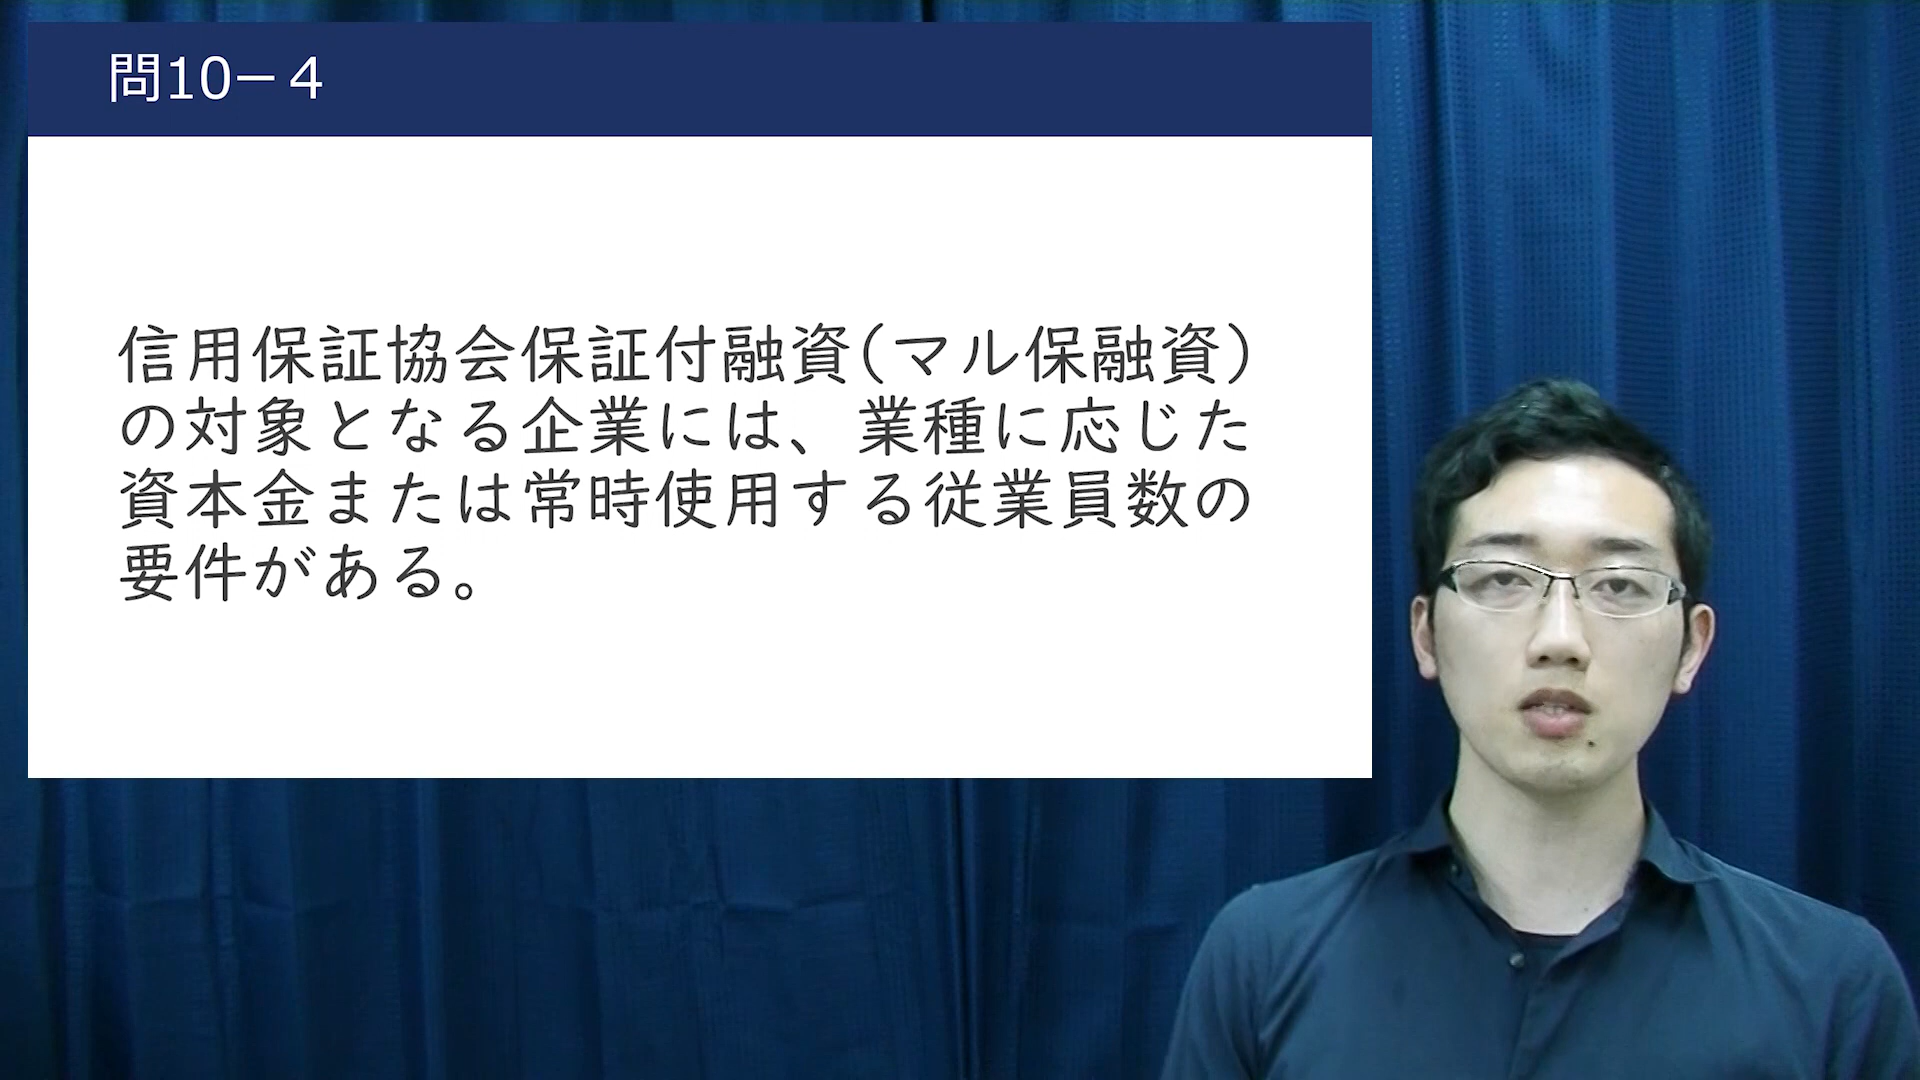 問10－４
信用保証協会保証付融資(マル保融資)
の対象となる企業には、業種に応じた
資本金または常時使用する従業員数の
要件がある。